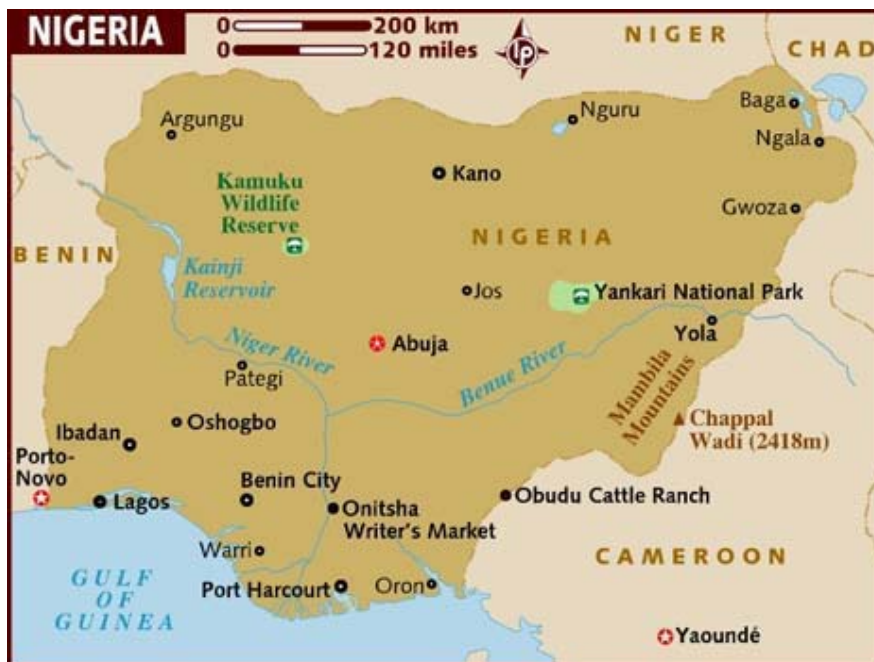 NIGERIA
0 200 km
0 120 miles
lp
NIGER
CHAD
Argungu
Nguru
Baga
Ngala
Kano
Kamuku
Wildlife
Reserve
Gwoza
NIGERIA
BENIN
Kainji
Reservoir
Jos
Yankari National Park
Yola
Niger River
Abuja
Benue River
Pategi
Mambila
Mountains
Oshogbo
Chappal
Wadi (2418m)
Ibadan
Porto-
Novo
Lagos
Benin City
Onitsha
Writer's Market
Obudu Cattle Ranch
Warri
CAMEROON
GULF
OF
GUINEA
Port Harcourt
Oron
Yaoundé